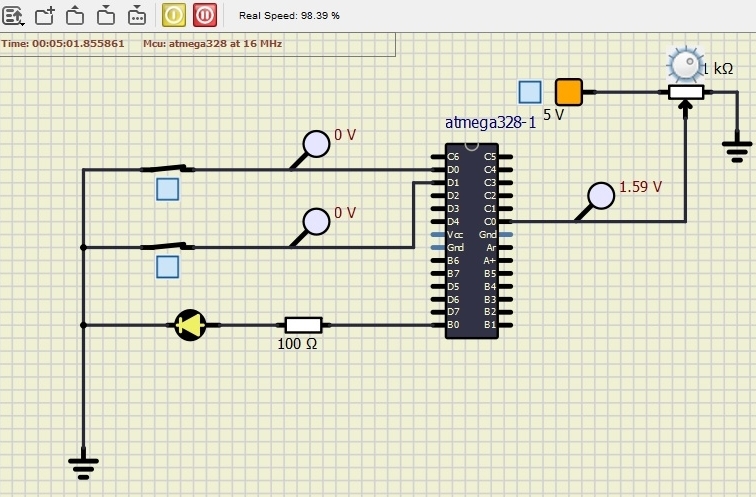 Real Speed: 98.39 %
Time: 00:05:01.855861 Mcu: atmega328 at 16 MHz
1 kΩ
5 V
atmega328-1
0 V
C6 C5
D0 C4
D1 C3
D2 C2
D3 C1
D4 C0
Vcc Gnd
Gnd Ar
B6 A+
B7 B5
D5 B4
D6 B3
D7 B2
B0 B1
1.59 V
0 V
100 Ω